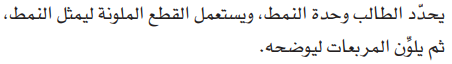 يحدّد الطالب وحدة النمط، ويستعمل القطع الملونة ليمثل النمط،
ثم يلوِّن المربعات ليوضحه.